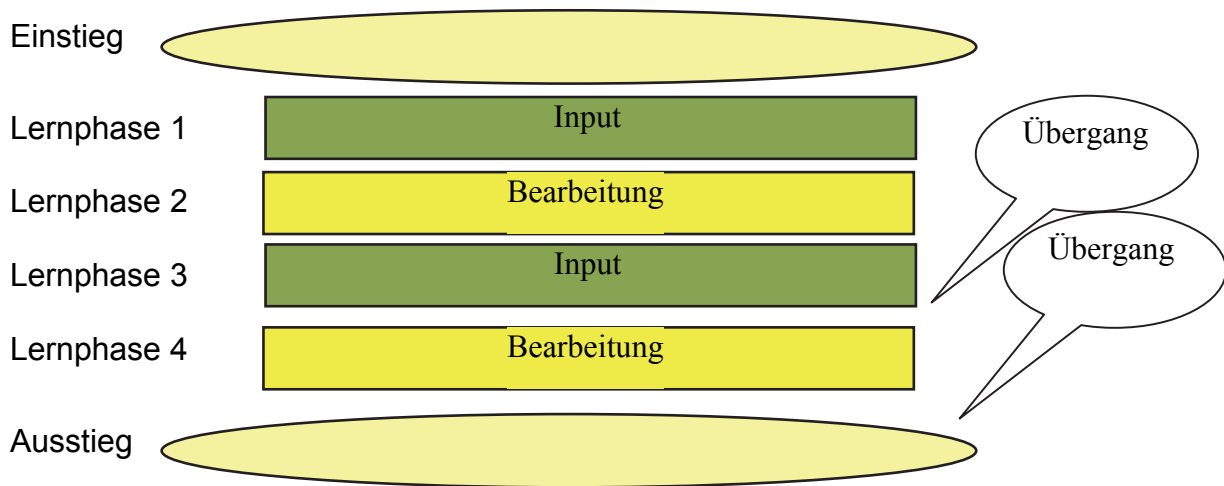 Einstieg
Lernphase 1
Input
Übergang
Lernphase 2
Bearbeitung
Lernphase 3
Input
Übergang
Lernphase 4
Bearbeitung
Ausstieg